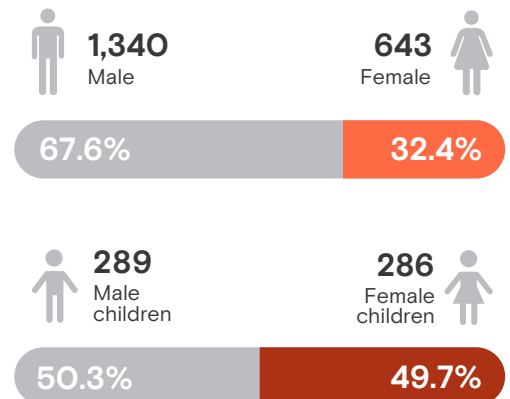 1,340
Male
643
Female
67.6%
32.4%
289
Male
children
286
Female
children
50.3%
49.7%